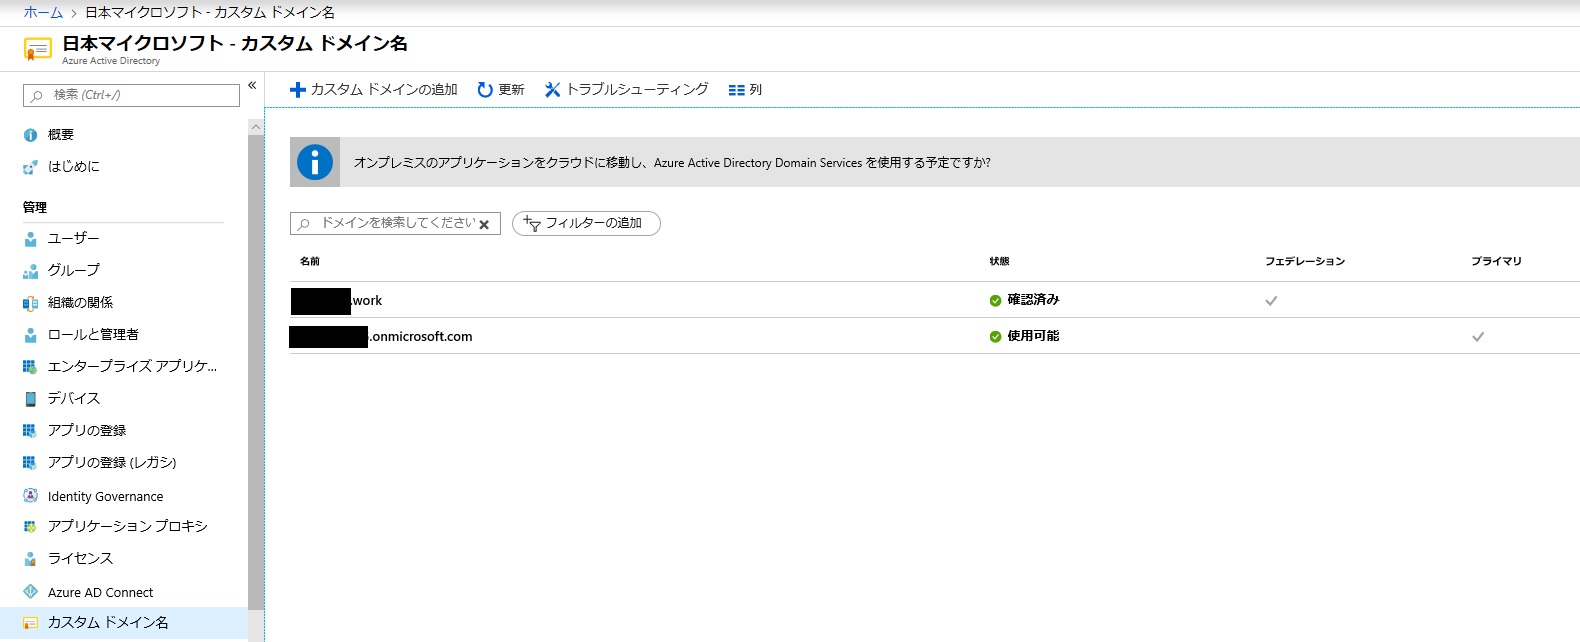 ホーム > 日本マイクロソフト - カスタム ドメイン名
日本マイクロソフト - カスタム ドメイン名
Azure Active Directory
検索 (Ctrl+/)
«
概要
はじめに
管理
ユーザー
グループ
組織の関係
ロールと管理者
エンタープライズ アプリケ...
デバイス
アプリの登録
アプリの登録 (レガシ)
Identity Governance
アプリケーション プロキシ
ライセンス
Azure AD Connect
カスタム ドメイン名
カスタム ドメインの追加 更新 トラブルシューティング 列
オンプレミスのアプリケーションをクラウドに移動し、Azure Active Directory Domain Services を使用する予定ですか?
ドメインを検索してください フィルターの追加
名前 状態 フェデレーション プライマリ
.work 確認済み
.onmicrosoft.com 使用可能